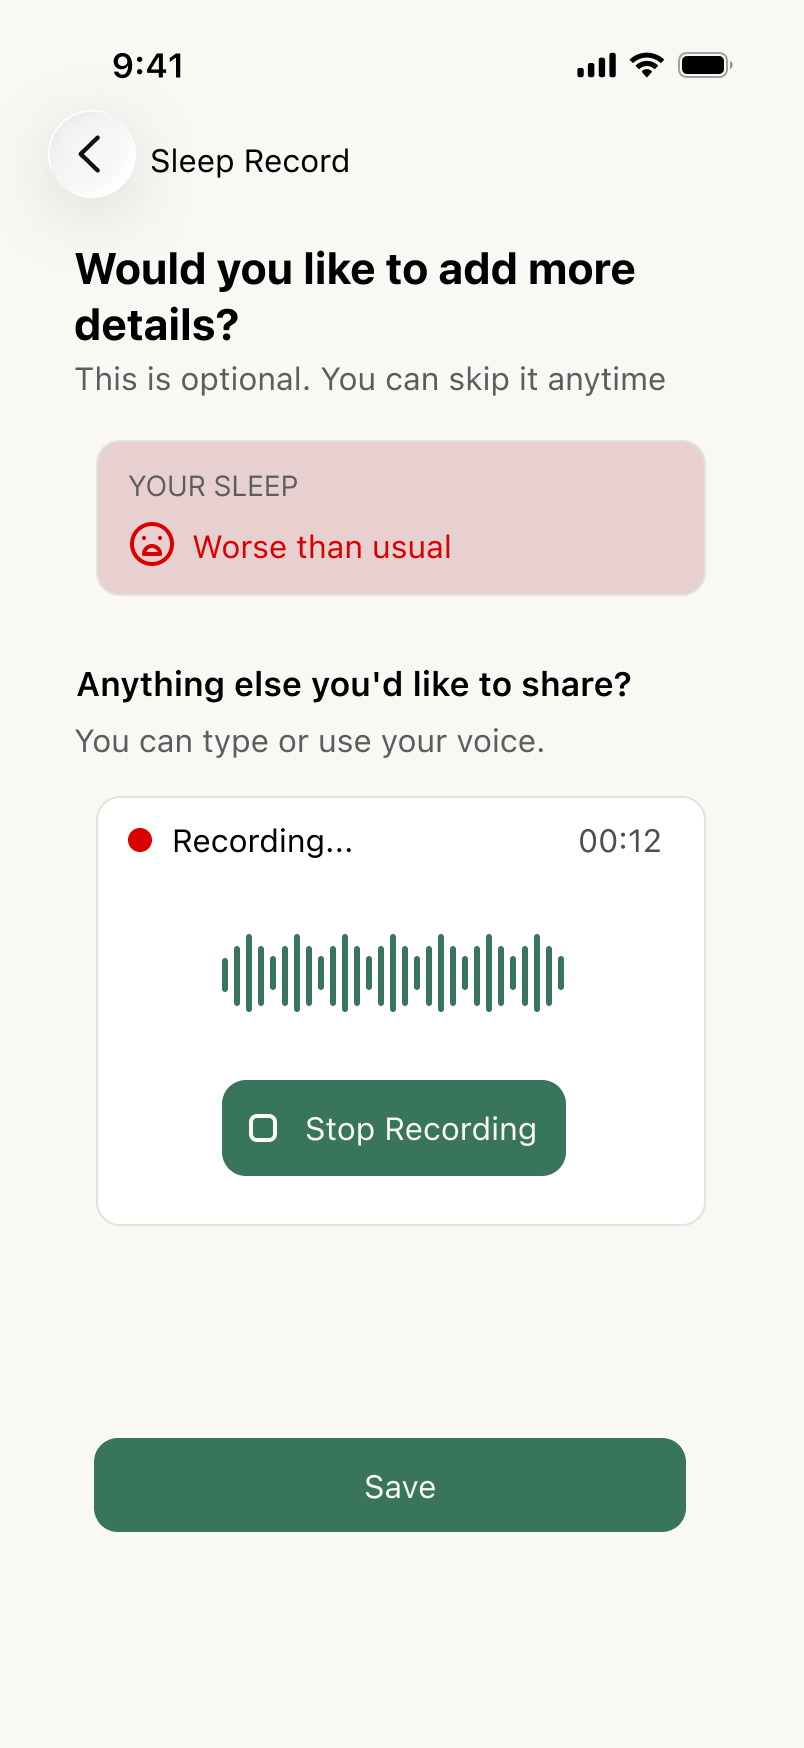 9:41
Sleep Record
Would you like to add more
details?
This is optional. You can skip it anytime
YOUR SLEEP
Worse than usual
Anything else you'd like to share?
You can type or use your voice.
Recording... 00:12
Stop Recording
Save